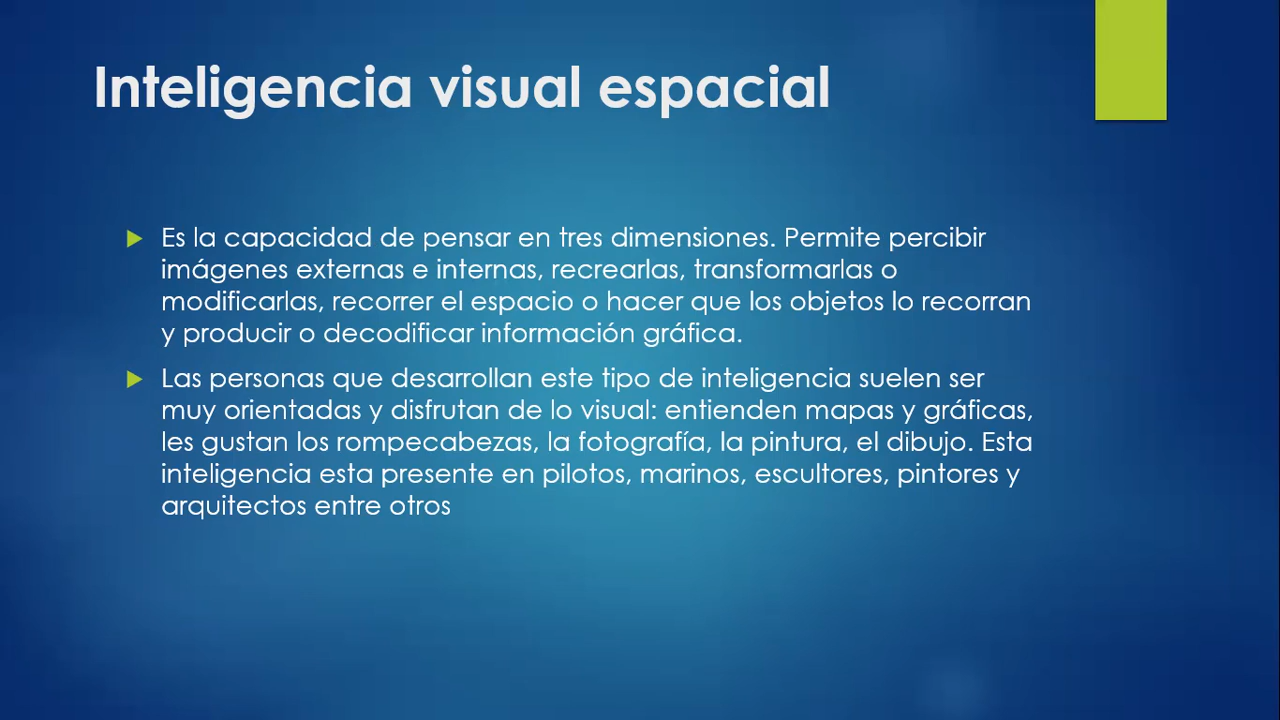 Inteligencia visual espacial
Es la capacidad de pensar en tres dimensiones. Permite percibir
imágenes externas e internas, recrearlas, transformarlas o
modificarlas, recorrer el espacio o hacer que los objetos lo recorran
y producir o decodificar información gráfica.
Las personas que desarrollan este tipo de inteligencia suelen ser
muy orientadas y disfrutan de lo visual: entienden mapas y gráficas,
les gustan los rompecabezas, la fotografía, la pintura, el dibujo. Esta
inteligencia esta presente en pilotos, marinos, escultores, pintores y
arquitectos entre otros